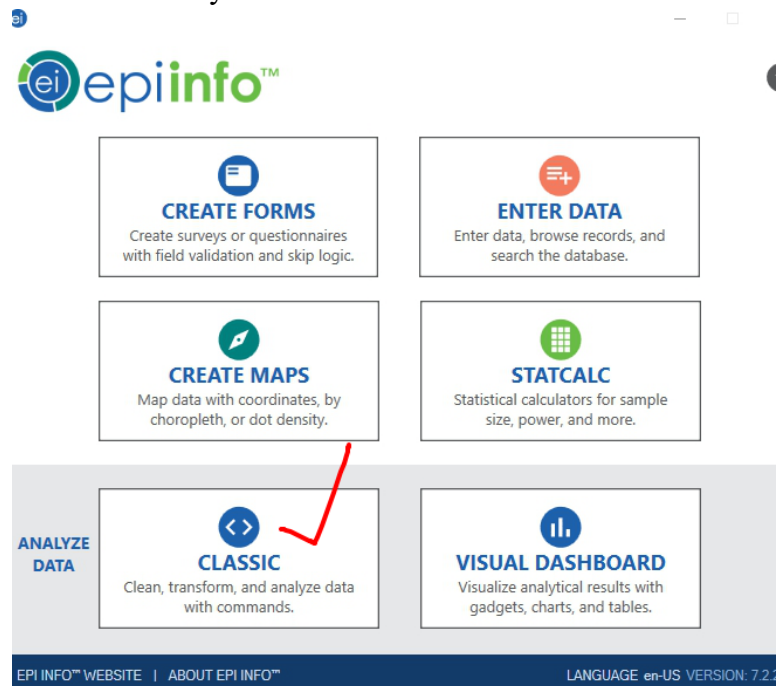 ei
ei epiinfo™
CREATE FORMS
Create surveys or questionnaires
with field validation and skip logic.
ENTER DATA
Enter data, browse records, and
search the database.
CREATE MAPS
Map data with coordinates, by
choropleth, or dot density.
STATCALC
Statistical calculators for sample
size, power, and more.
ANALYZE
DATA
CLASSIC
Clean, transform, and analyze data
with commands.
VISUAL DASHBOARD
Visualize analytical results with
gadgets, charts, and tables.
EPI INFO™ WEBSITE | ABOUT EPI INFO™ LANGUAGE en-US VERSION: 7.2.2